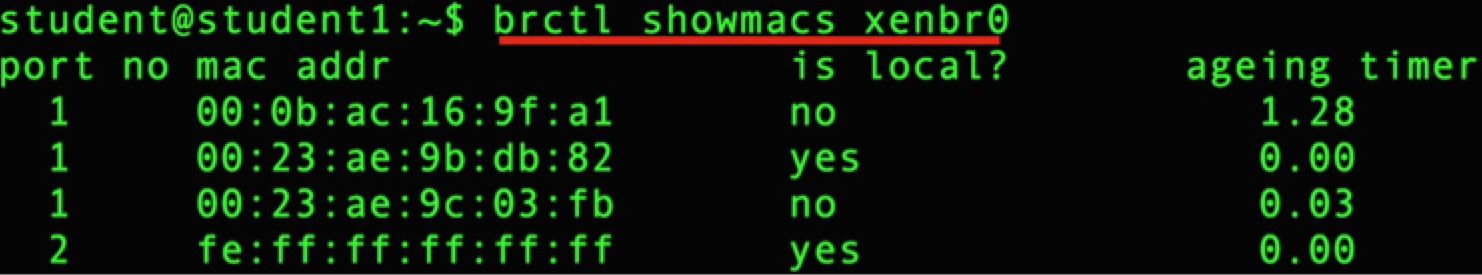 student@student1:~$ brctl showmacs xenbr0
port no mac addr is local? ageing timer
1 00:0b:ac:16:9f:a1 no 1.28
1 00:23:ae:9b:db:82 yes 0.00
1 00:23:ae:9c:03:fb no 0.03
2 fe:ff:ff:ff:ff:ff yes 0.00